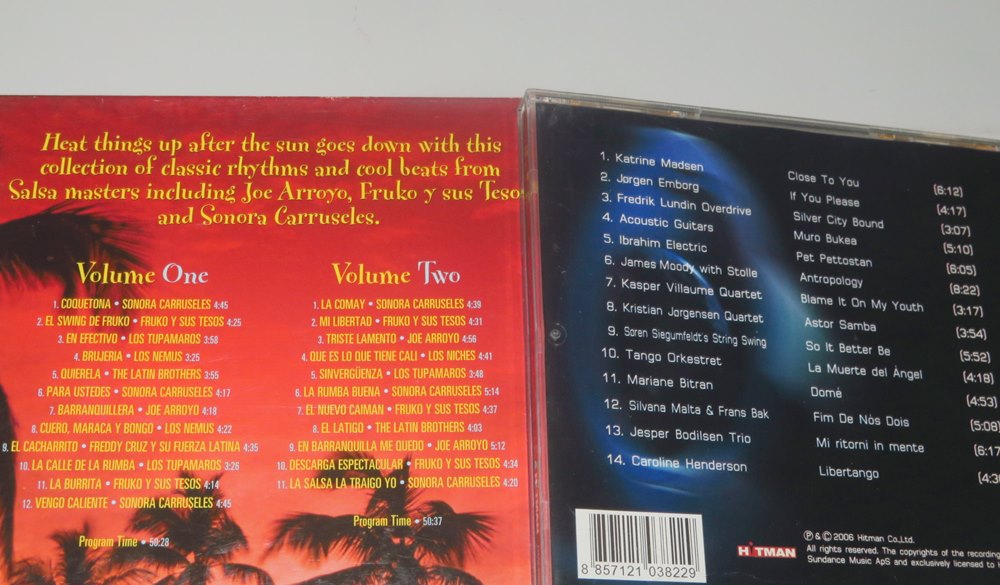 Heat things up after the sun goes down with this
collection of classic rhythms and cool beats from
Salsa masters including Joe Arroyo, Fruko y sus Tesos
and Sonora Carruseles.
Volume One
1. COQUETONA • SONORA CARRUSELES 4:45
2. EL SWING DE FRUKO • FRUKO Y SUS TESOS 4:25
3. EN EFECTIVO • LOS TUPAMAROS 3:58
4. BRUJERIA • LOS NEMUS 3:25
5. QUIERELA • THE LATIN BROTHERS 3:55
6. PARA USTEDES • SONORA CARRUSELES 4:17
7. BARRANQUILLERA • JOE ARROYO 4:18
8. CUERO, MARACA Y BONGO • LOS NEMUS 4:22
9. EL CACHARRITO • FREDDY CRUZ Y SU FUERZA LATINA 4:35
10. LA CALLE DE LA RUMBA • LOS TUPAMAROS 3:26
11. LA BURRITA • FRUKO Y SUS TESOS 4:14
12. VENGO CALIENTE • SONORA CARRUSELES 4:45
Program Time • 50:28
Volume Two
1. LA COMAY • SONORA CARRUSELES 4:39
2. MI LIBERTAD • FRUKO Y SUS TESOS 4:31
3. TRISTE LAMENTO • JOE ARROYO 4:56
4. QUE ES LO QUE TIENE CALI • LOS NICHES 4:41
5. SINVERGÜENZA • LOS TUPAMAROS 3:48
6. LA RUMBA BUENA • SONORA CARRUSELES 5:14
7. EL NUEVO CAIMAN • FRUKO Y SUS TESOS 4:37
8. EL LATIGO • THE LATIN BROTHERS 4:03
9. EN BARRANQUILLA ME QUEDO • JOE ARROYO 5:12
10. DESCARGA ESPECTACULAR • FRUKO Y SUS TESOS 4:34
11. LA SALSA LA TRAIGO YO • SONORA CARRUSELES 4:20
Program Time • 50:37
1. Katrine Madsen Close To You (6:12)
2. Jørgen Emborg If You Please (4:17)
3. Fredrik Lundin Overdrive Silver City Bound (3:07)
4. Acoustic Guitars Muro Bukea (5:10)
5. Ibrahim Electric Pet Pettostan (6:05)
6. James Moody with Stolle Antropology (8:22)
7. Kasper Villaume Quartet Blame It On My Youth (3:17)
8. Kristian Jorgensen Quartet Astor Samba (3:54)
9. Søren Siegumfeldt's String Swing So It Better Be (5:52)
10. Tango Orkestret La Muerte del Ángel (4:18)
11. Mariane Bitran Domé (4:53)
12. Silvana Malta & Frans Bak Fim De Nós Dois (5:08)
13. Jesper Bodilsen Trio Mi ritorni in mente (6:17
14. Caroline Henderson Libertango
8 857121 038229
HITMAN
℗ & © 2006 Hitman Co.,Ltd.
All rights reserved. The copyrights of the recording
Sundance Music ApS and exclusively licensed to